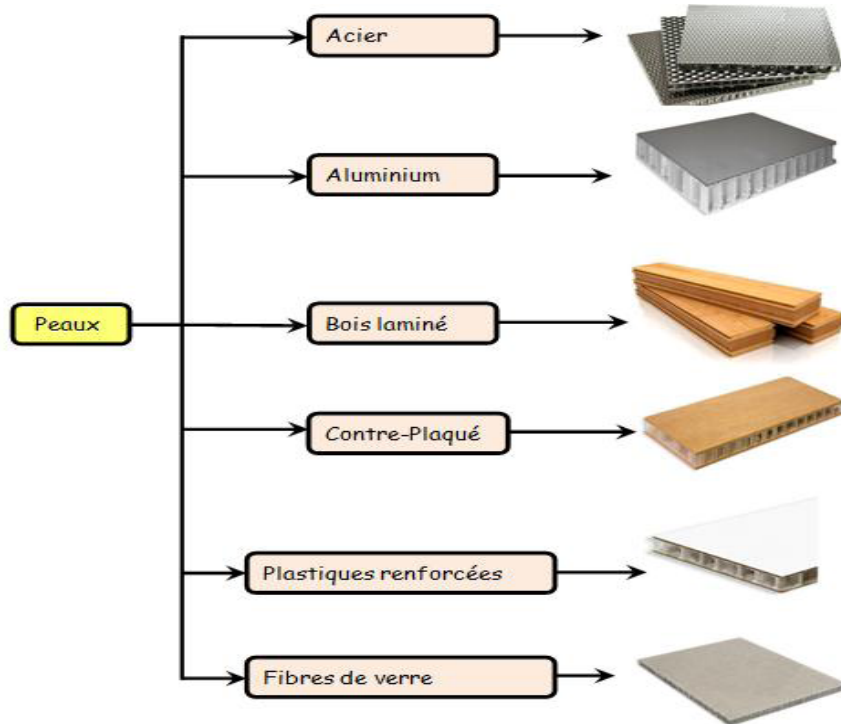 Acier
Aluminium
Peaux
Bois laminé
Contre-Plaqué
Plastiques renforcées
Fibres de verre